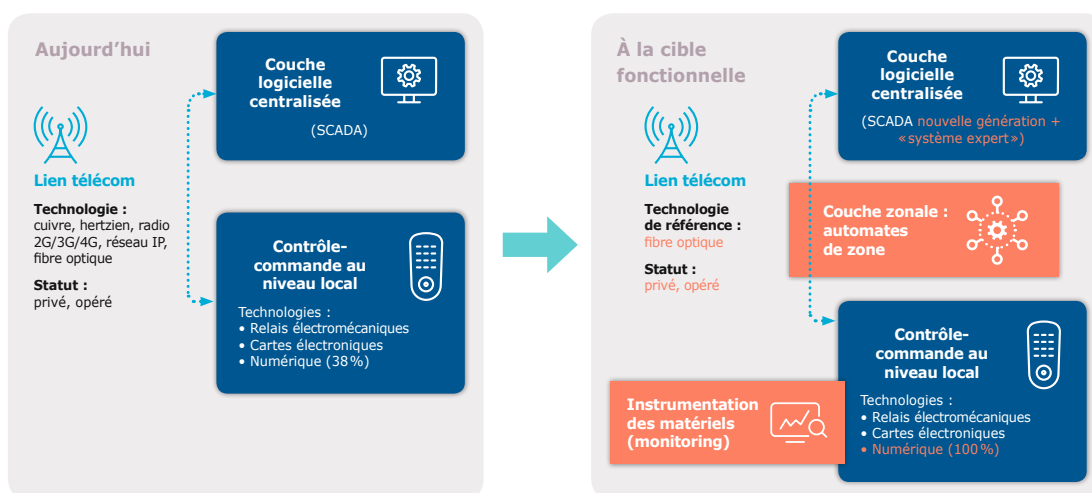 Aujourd’hui
Couche
logicielle
centralisée
(SCADA)
Lien télécom
Technologie :
cuivre, hertzien, radio
2G/3G/4G, réseau IP,
fibre optique
Statut :
privé, opéré
Contrôle-
commande au
niveau local
Technologies :
• Relais électromécaniques
• Cartes électroniques
• Numérique (38 %)
À la cible
fonctionnelle
Couche
logicielle
centralisée
(SCADA nouvelle génération +
«système expert»)
Lien télécom
Technologie
de référence :
fibre optique
Statut :
privé, opéré
Couche zonale :
automates
de zone
Contrôle-
commande au
niveau local
Technologies :
• Relais électromécaniques
• Cartes électroniques
• Numérique (100 %)
Instrumentation
des matériels
(monitoring)